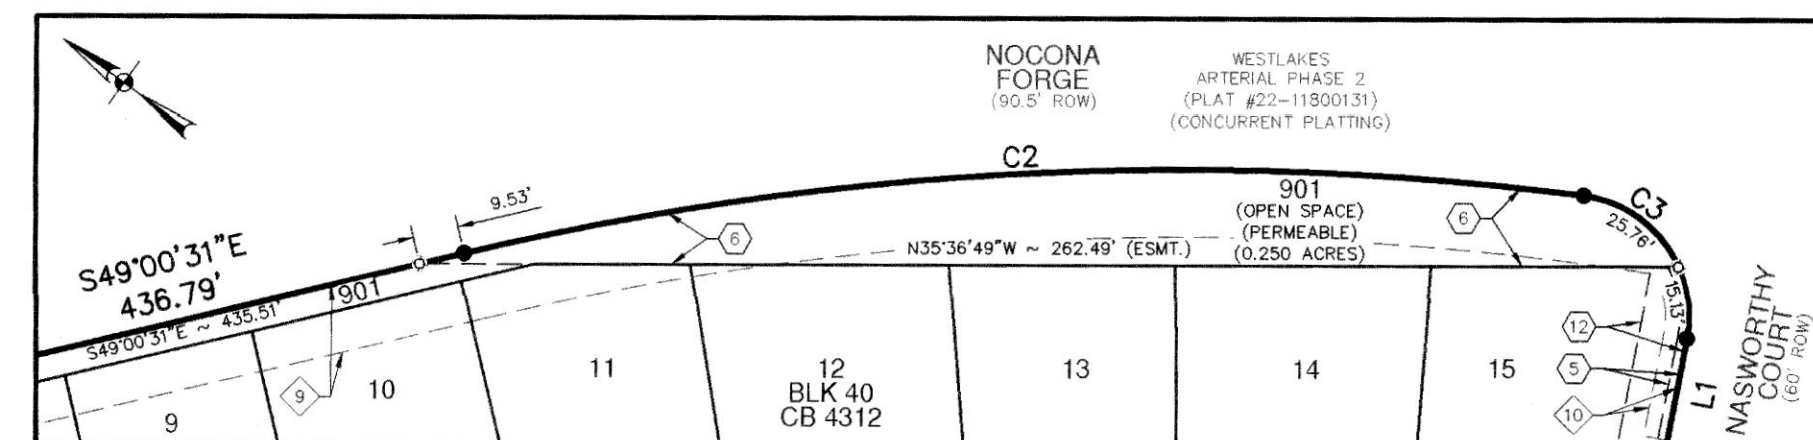 NOCONA
FORGE
(90.5' ROW)
WESTLAKES
ARTERIAL PHASE 2
(PLAT #22-11800131)
(CONCURRENT PLATTING)
C2
9.53'
901
(OPEN SPACE)
(PERMEABLE)
(0.250 ACRES)
6
6
C3
25.76'
N35°36'49"W ~ 262.49' (ESMT.)
S49°00'31"E
436.79'
901
S49°00'31"E ~ 435.51'
15.13'
NASWORTHY
COURT
(60' ROW)
12
5
10
L1
9
9
10
11
12
BLK 40
CB 4312
13
14
15